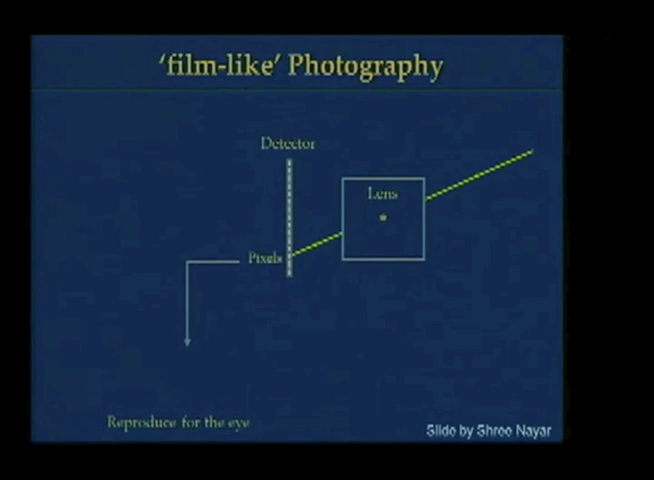 ‘film-like’ Photography
Detector
Lens
Pixels
Reproduce for the eye
Slide by Shree Nayar